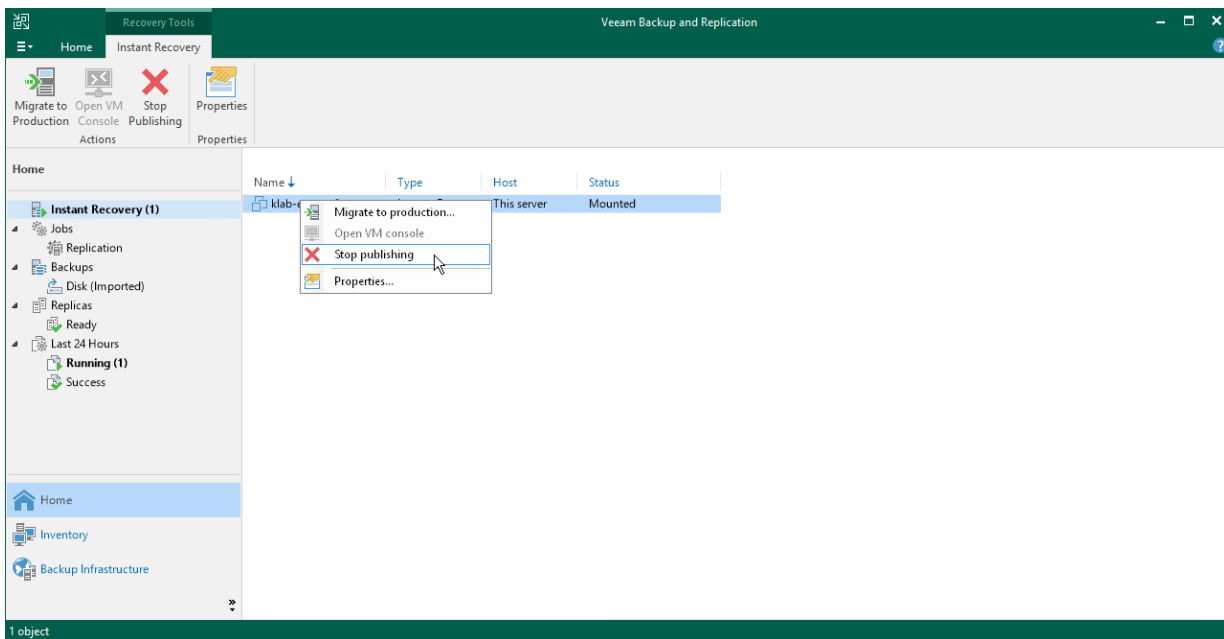 Recovery Tools
Veeam Backup and Replication
Home
Instant Recovery
?
Migrate to Production
Open VM Console
Stop Publishing
Properties
Actions
Properties
Home
Name
Type
Host
Status
This server
Mounted
Migrate to production...
Open VM console
Stop publishing
Properties...
Instant Recovery (1)
Jobs
Replication
Backups
Disk (Imported)
Replicas
Ready
Last 24 Hours
Running (1)
Success
Home
Inventory
Backup Infrastructure
1 object